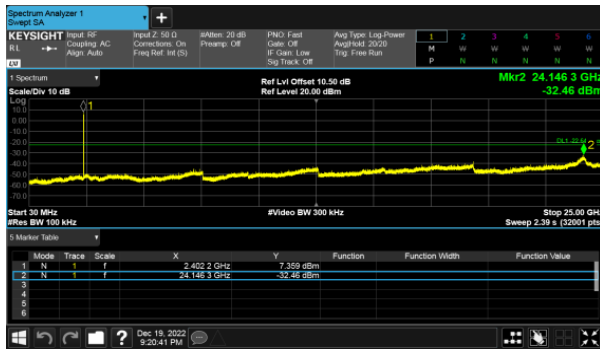 Spectrum Analyzer 1
Swept SA
+
KEYSIGHT Input: RF Input Z: 50 Ω #Atten: 20 dB PNO: Fast Avg Type: Log-Power 1 2 3 4 5 6
RL Coupling: AC Corrections: On Preamp: Off Gate: Off Avg|Hold: 20/20 M W W W W W
Align: Auto Freq Ref: Int (S) IF Gain: Low Trig: Free Run
LXI Sig Track: Off P N N N N N
1 Spectrum Ref Lvl Offset 10.50 dB Mkr2 24.146 3 GHz
Scale/Div 10 dB Ref Level 20.00 dBm -32.46 dBm
Log
10.0 1
0.00
-10.0
-20.0 2
-30.0
-40.0
-50.0
-60.0
-70.0
Start 30 MHz #Video BW 300 kHz Stop 25.00 GHz
#Res BW 100 kHz Sweep 2.39 s (32001 pts)
5 Marker Table
Mode Trace Scale X Y Function Function Width Function Value
1 N 1 f 2.402 2 GHz 7.359 dBm
2 N 1 f 24.146 3 GHz -32.46 dBm
3
4
5
6
? Dec 19, 2022
9:20:41 PM